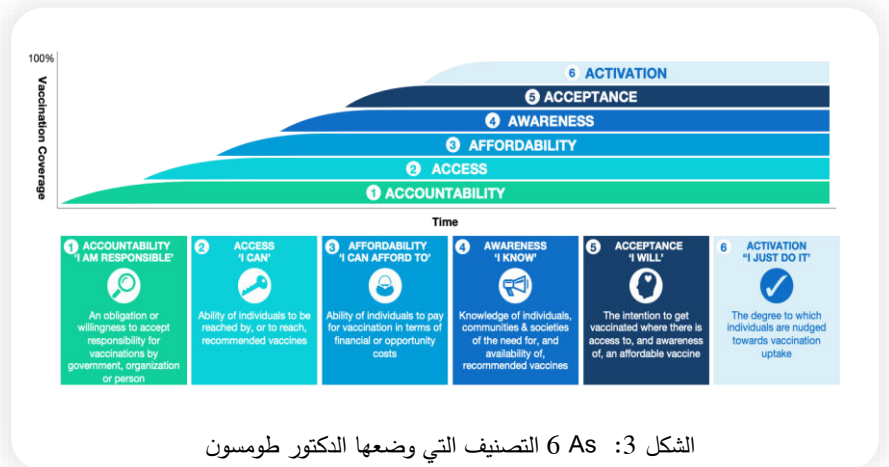 100%
Vaccination Coverage
6 ACTIVATION
5 ACCEPTANCE
4 AWARENESS
3 AFFORDABILITY
2 ACCESS
1 ACCOUNTABILITY
Time
1 ACCOUNTABILITY
'I AM RESPONSIBLE'
An obligation or
willingness to accept
responsibility for
vaccinations by
government, organization
or person
2 ACCESS
'I CAN'
Ability of individuals to be
reached by, or to reach,
recommended vaccines
3 AFFORDABILITY
'I CAN AFFORD TO'
Ability of individuals to pay
for vaccination in terms of
financial or opportunity
costs
4 AWARENESS
'I KNOW'
Knowledge of individuals,
communities & societies
of the need for, and
availability of,
recommended vaccines
5 ACCEPTANCE
'I WILL'
The intention to get
vaccinated where there is
access to, and awareness
of, an affordable vaccine
6 ACTIVATION
"I JUST DO IT'
The degree to which
individuals are nudged
towards vaccination
uptake
الشكل 3: 6 As التصنيف التي وضعها الدكتور طومسون